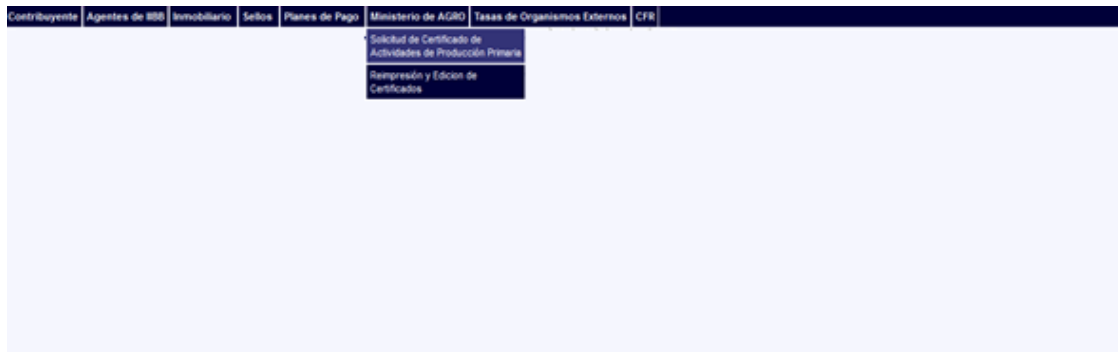 Contribuyente Agentes de IIBB Inmobiliario Sellos Planes de Pago Ministerio de AGRO Tasas de Organismos Externos CFR
Solicitud de Certificado de
Actividades de Producción Primaria
Reimpresión y Edicion de
Certificados